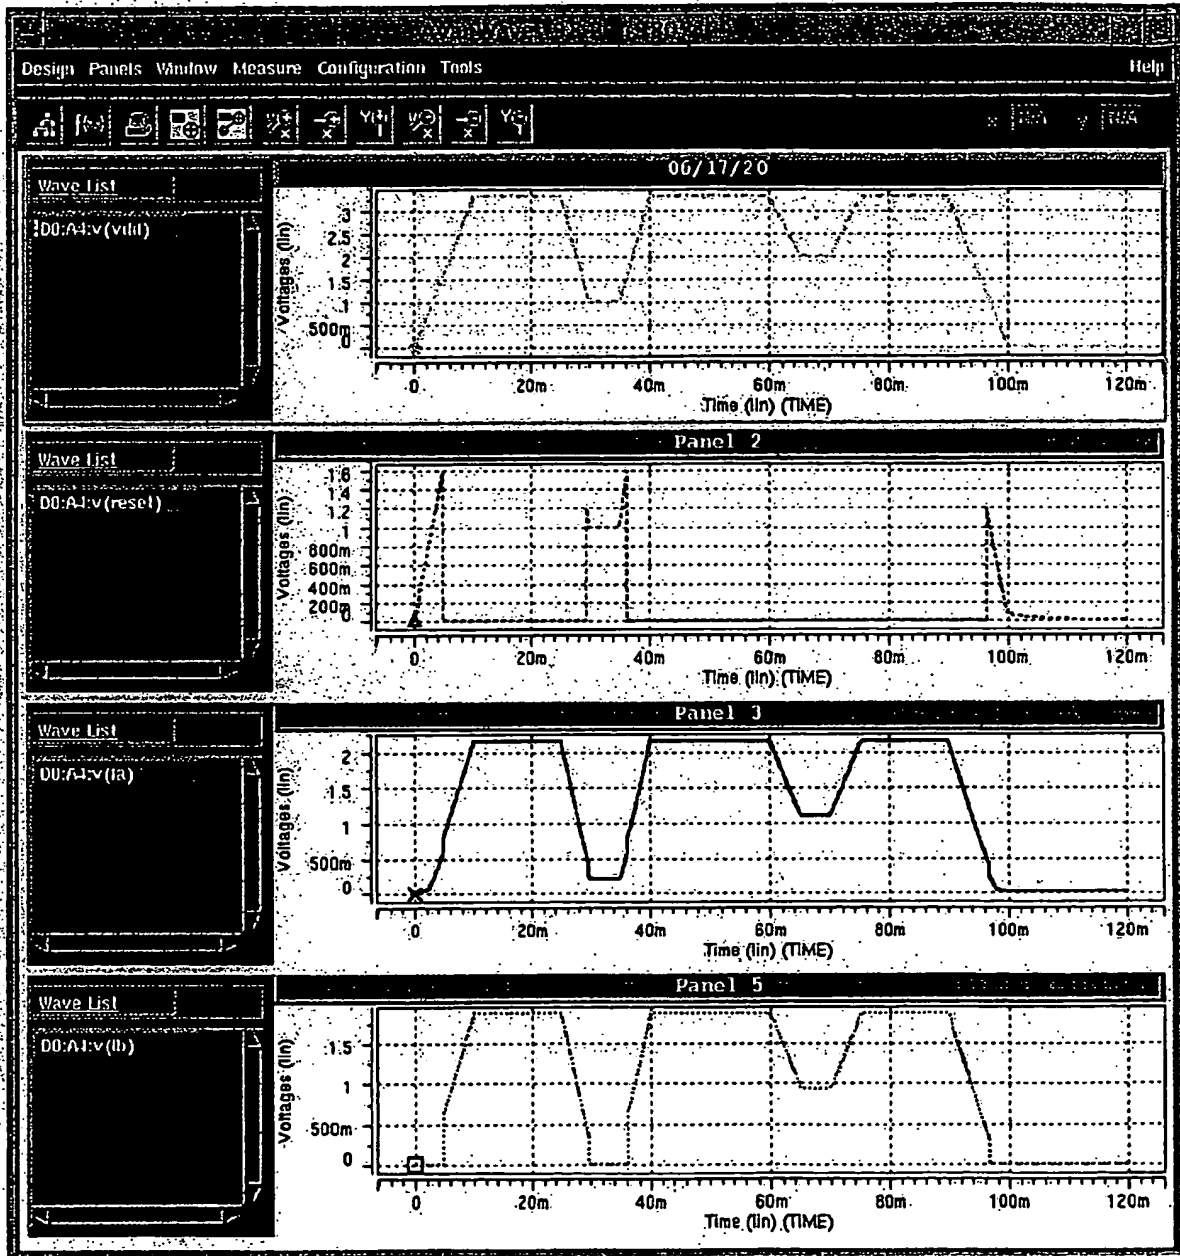 Design Panels Window Measure Configuration Tools Help
x N/A y N/A
06/17/20
Wave List
D0:A4:v(vdd)
Voltages (lin)
3
2.5
2
1.5
1
500m
0
0 20m 40m 60m 80m 100m 120m
Time (lin) (TIME)
Panel 2
Wave List
D0:A4:v(reset)
Voltages (lin)
1.6
1.4
1.2
1
800m
600m
400m
200m
0
0 20m 40m 60m 80m 100m 120m
Time (lin) (TIME)
Panel 3
Wave List
D0:A4:v(la)
Voltages (lin)
2
1.5
1
500m
0
0 20m 40m 60m 80m 100m 120m
Time (lin) (TIME)
Panel 5
Wave List
D0:A4:v(lb)
Voltages (lin)
1.5
1
500m
0
0 20m 40m 60m 80m 100m 120m
Time (lin) (TIME)